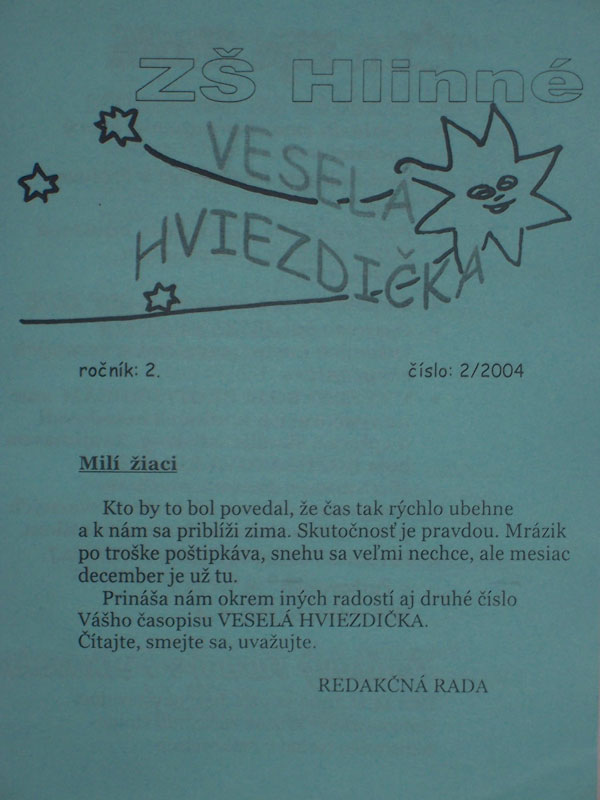 ZŠ Hlinné
VESELÁ
HVIEZDIČKA
ročník: 2. číslo: 2/2004
Milí žiaci
Kto by to bol povedal, že čas tak rýchlo ubehne
a k nám sa priblíži zima. Skutočnosť je pravdou. Mrázik
po troške poštipkáva, snehu sa veľmi nechce, ale mesiac
december je už tu.
Prináša nám okrem iných radostí aj druhé číslo
Vášho časopisu VESELÁ HVIEZDIČKA.
Čítajte, smejte sa, uvažujte.
REDAKČNÁ RADA